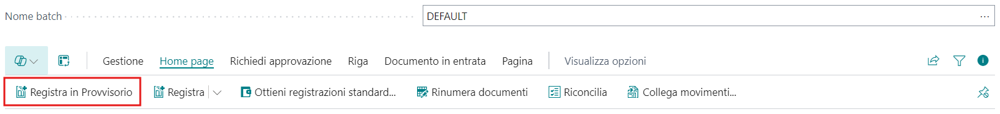 Nome batch DEFAULT ...
Gestione Home page Richiedi approvazione Riga Documento in entrata Pagina Visualizza opzioni
Registra in Provvisorio Registra Ottieni registrazioni standard... Rinumera documenti Riconcilia Collega movimenti...